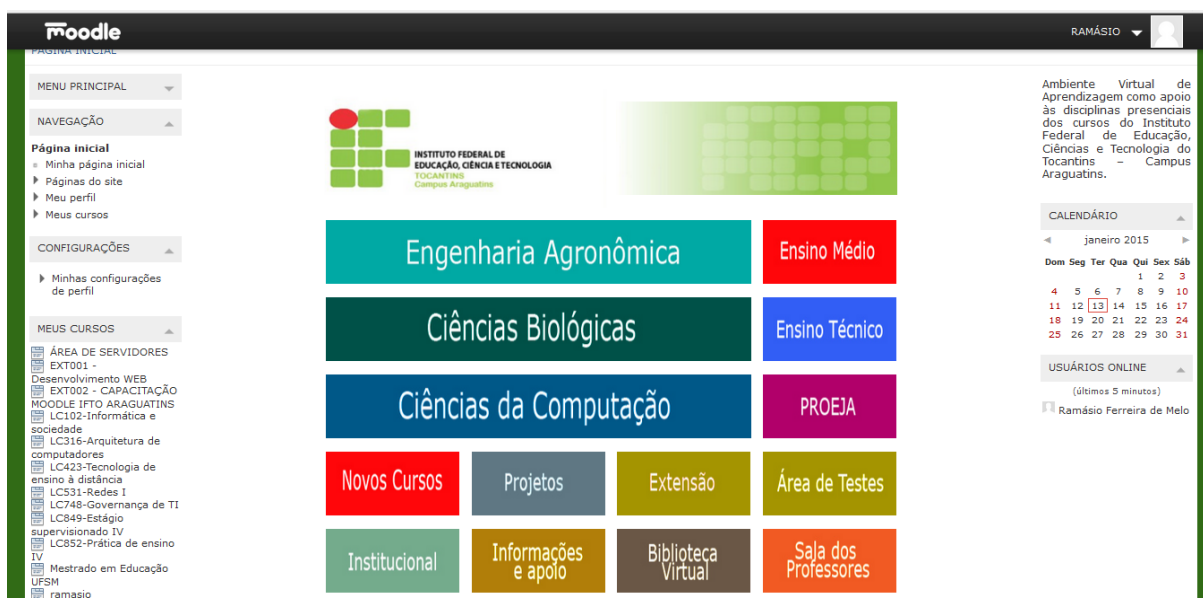 moodle
RAMÁSIO
PÁGINA INICIAL
MENU PRINCIPAL
NAVEGAÇÃO
Página inicial
Minha página inicial
Páginas do site
Meu perfil
Meus cursos
CONFIGURAÇÕES
Minhas configurações
de perfil
MEUS CURSOS
ÁREA DE SERVIDORES
EXT001 -
Desenvolvimento WEB
EXT002 - CAPACITAÇÃO
MOODLE IFTO ARAGUATINS
LC102-Informática e
sociedade
LC316-Arquitetura de
computadores
LC423-Tecnologia de
ensino à distância
LC531-Redes I
LC748-Governança de TI
LC849-Estágio
supervisionado IV
LC852-Prática de ensino
IV
Mestrado em Educação
UFSM
ramasio
INSTITUTO FEDERAL DE
EDUCAÇÃO, CIÊNCIA E TECNOLOGIA
TOCANTINS
Campus Araguatins
Engenharia Agronômica
Ensino Médio
Ciências Biológicas
Ensino Técnico
Ciências da Computação
PROEJA
Novos Cursos
Projetos
Extensão
Área de Testes
Institucional
Informações
e apoio
Biblioteca
Virtual
Sala dos
Professores
Ambiente Virtual de
Aprendizagem como apoio
às disciplinas presenciais
dos cursos do Instituto
Federal de Educação,
Ciências e Tecnologia do
Tocantins – Campus
Araguatins.
CALENDÁRIO
janeiro 2015
Dom Seg Ter Qua Qui Sex Sáb
1 2 3
4 5 6 7 8 9 10
11 12 13 14 15 16 17
18 19 20 21 22 23 24
25 26 27 28 29 30 31
USUÁRIOS ONLINE
(últimos 5 minutos)
Ramásio Ferreira de Melo